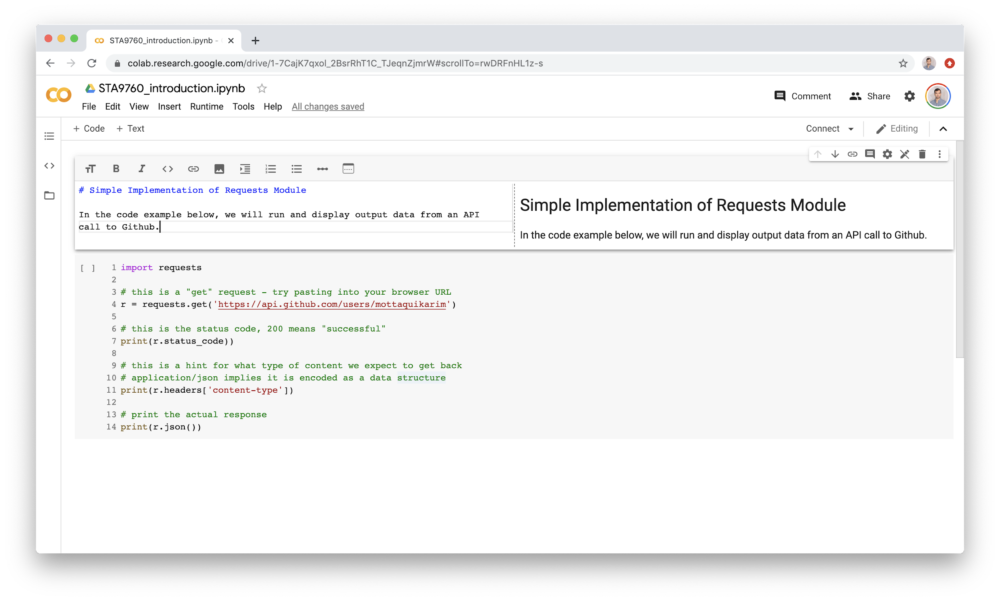 STA9760_introduction.ipynb -
colab.research.google.com/drive/1-7CajK7qxol_2BsrRhT1C_TJeqnZjmrW#scrollTo=rwDRFnHL1z-s
STA9760_introduction.ipynb
Comment Share
File Edit View Insert Runtime Tools Help All changes saved
+ Code + Text Connect Editing
# Simple Implementation of Requests Module
In the code example below, we will run and display output data from an API
call to Github.
Simple Implementation of Requests Module
In the code example below, we will run and display output data from an API call to Github.
[ ] 1 import requests
2
3 # this is a "get" request - try pasting into your browser URL
4 r = requests.get('https://api.github.com/users/mottaquikarim')
5
6 # this is the status code, 200 means "successful"
7 print(r.status_code))
8
9 # this is a hint for what type of content we expect to get back
10 # application/json implies it is encoded as a data structure
11 print(r.headers['content-type'])
12
13 # print the actual response
14 print(r.json())